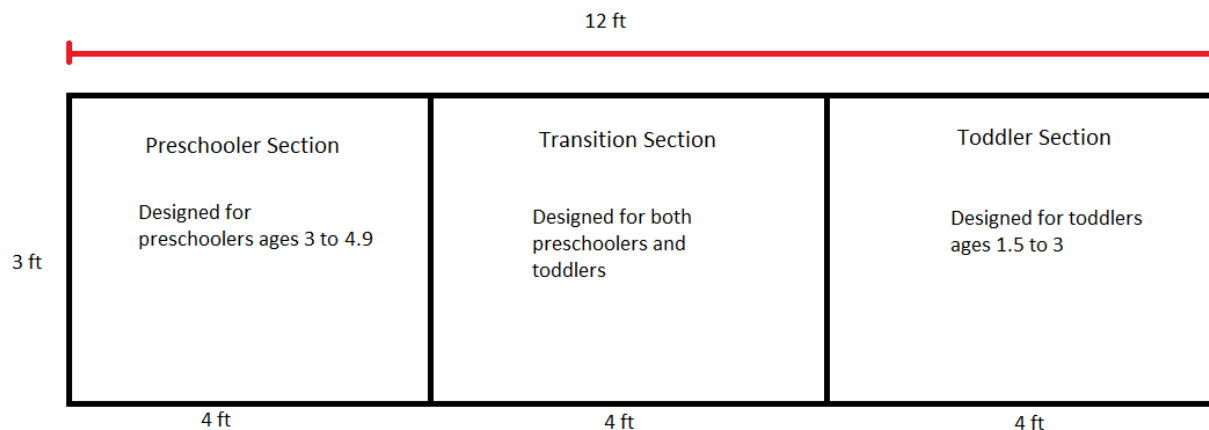 12 ft
Preschooler Section
Transition Section
Toddler Section
Designed for
preschoolers ages 3 to 4.9
Designed for both
preschoolers and
toddlers
Designed for toddlers
ages 1.5 to 3
3 ft
4 ft
4 ft
4 ft